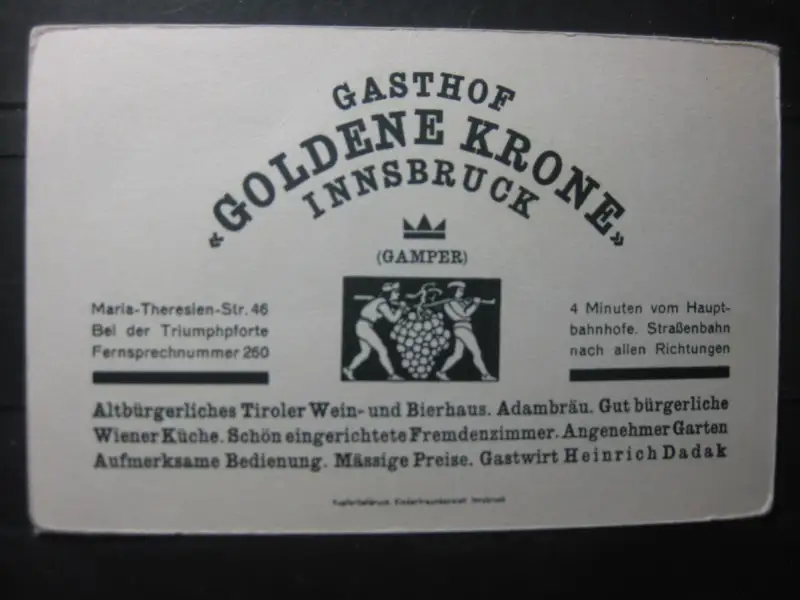 GASTHOF
«GOLDENE KRONE»
INNSBRUCK
(GAMPER)
Maria-Theresien-Str. 46
Bei der Triumphpforte
Fernsprechnummer 260
4 Minuten vom Haupt-
bahnhofe. Straßenbahn
nach allen Richtungen
Altbürgerliches Tiroler Wein- und Bierhaus. Adambräu. Gut bürgerliche
Wiener Küche. Schön eingerichtete Fremdenzimmer. Angenehmer Garten
Aufmerksame Bedienung. Mässige Preise. Gastwirt Heinrich Dadak
Innsbruck